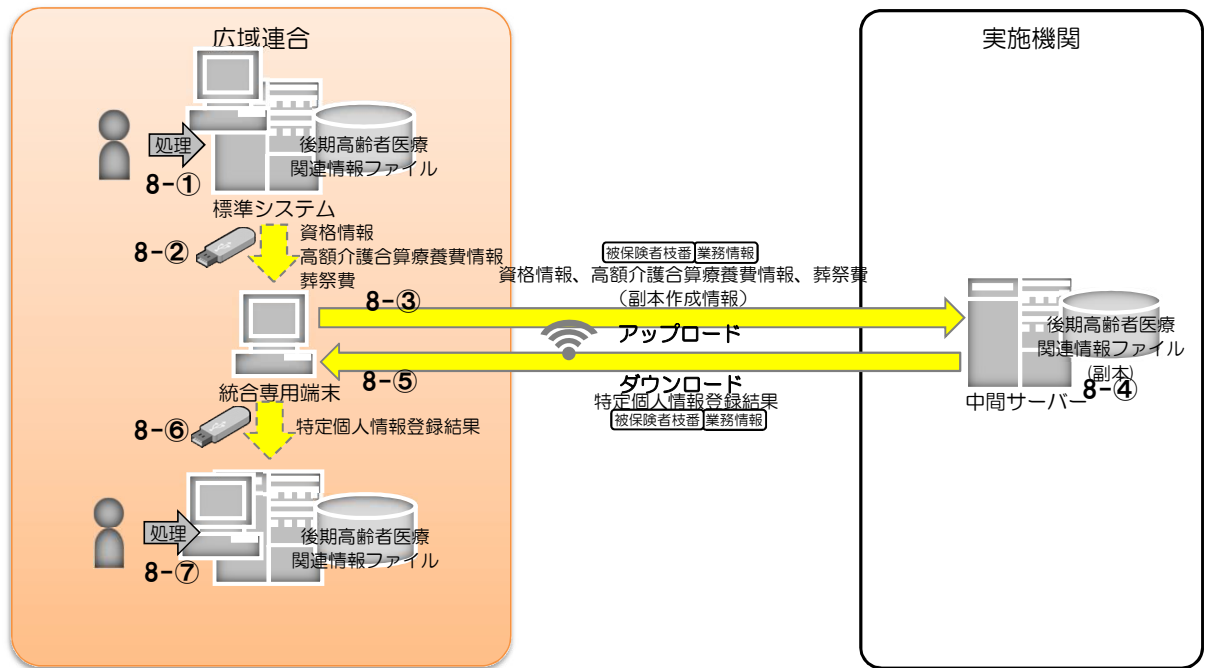 広域連合
実施機関
処理
8-①
後期高齢者医療
関連情報ファイル
標準システム
8-②
資格情報
高額介護合算療養費情報
葬祭費
被保険者枝番 業務情報
資格情報、高額介護合算療養費情報、葬祭費
（副本作成情報）
8-③
アップロード
後期高齢者医療
関連情報ファイル
(副本)
8-④
中間サーバー
8-⑤
ダウンロード
特定個人情報登録結果
被保険者枝番 業務情報
統合専用端末
8-⑥
特定個人情報登録結果
処理
8-⑦
後期高齢者医療
関連情報ファイル